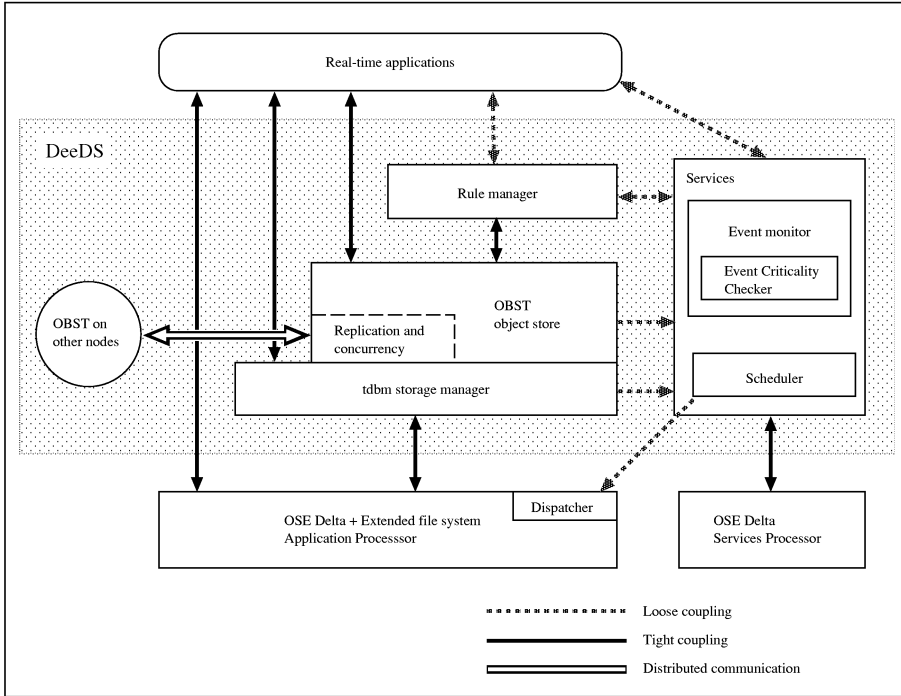 Real-time applications
DeeDS
Rule manager
Services
Event monitor
Event Criticality
Checker
OBST
object store
OBST on
other nodes
Replication and
concurrency
tdbm storage manager
Scheduler
Dispatcher
OSE Delta + Extended file system
Application Processsor
OSE Delta
Services Processor
Loose coupling
Tight coupling
Distributed communication